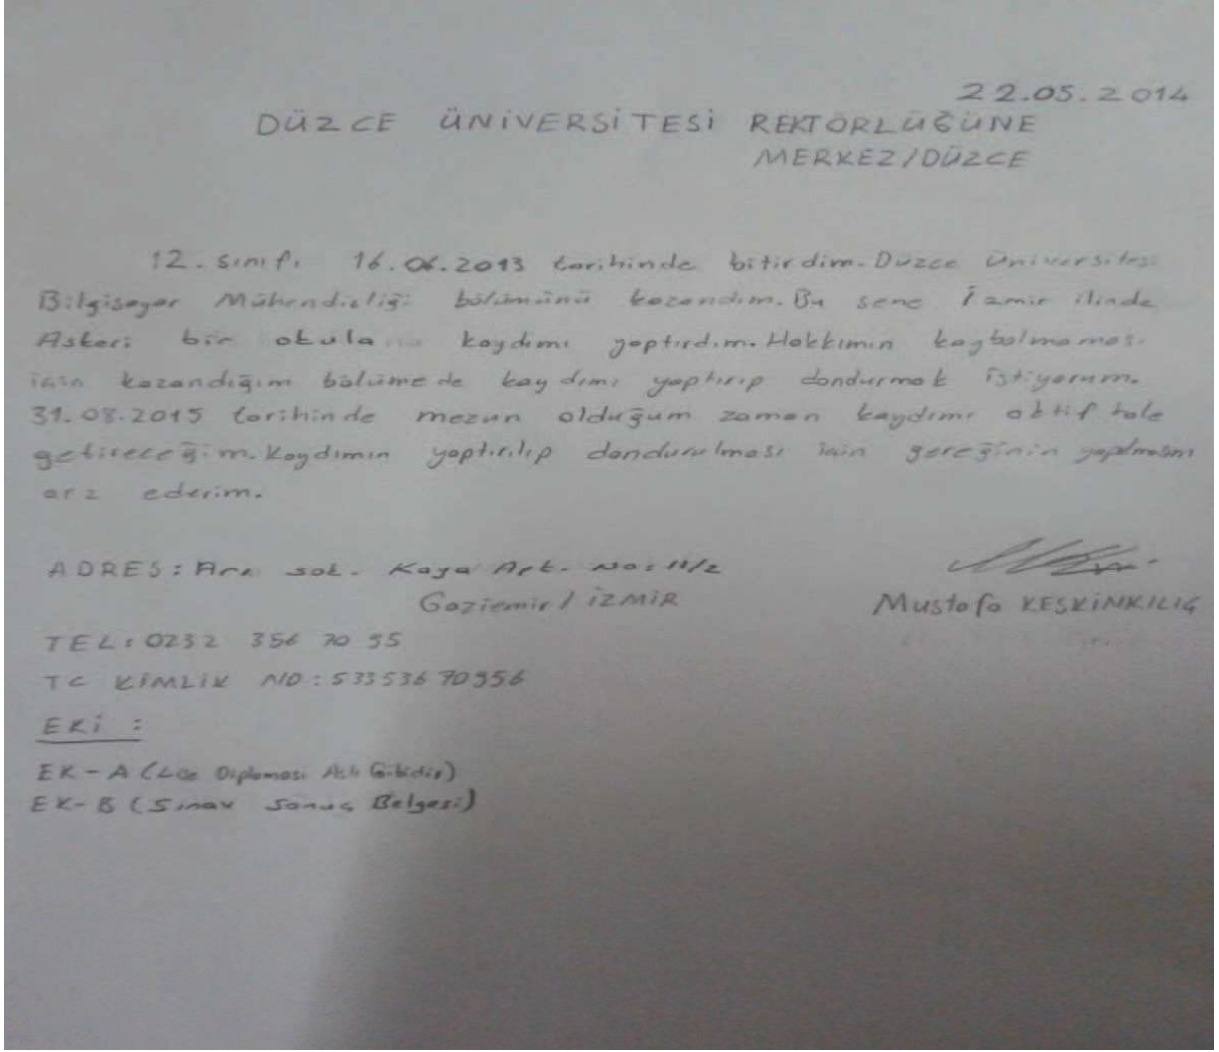 22.05.2014
DÜZCE ÜNİVERSİTESİ REKTÖRLÜĞÜNE
MERKEZ/DÜZCE
12. sınıfı 16.06.2013 tarihinde bitirdim. Düzce Üniversitesi
Bilgisayar Mühendisliği bölümünü kazandım. Bu sene İzmir ilinde
Askeri bir okula kaydımı yaptırdım. Hakkımın kaybolmaması
için kazandığım bölüme de kaydımı yaptırıp dondurmak istiyorum.
31.08.2015 tarihinde mezun olduğum zaman kaydımı aktif hale
getireceğim. Kaydımın yaptırılıp dondurulması için gereğinin yapılmasını
arz ederim.
ADRES: Ara sok. Kaya Apt. No: 11/2
Gaziemir / İZMİR
Mustafa KESKİNKILIÇ
TEL: 0232 356 70 55
TC KİMLİK NO: 53353670556
EKİ :
EK-A (Lise Diploması Aslı Gibidir)
EK-B (Sınav Sonuç Belgesi)